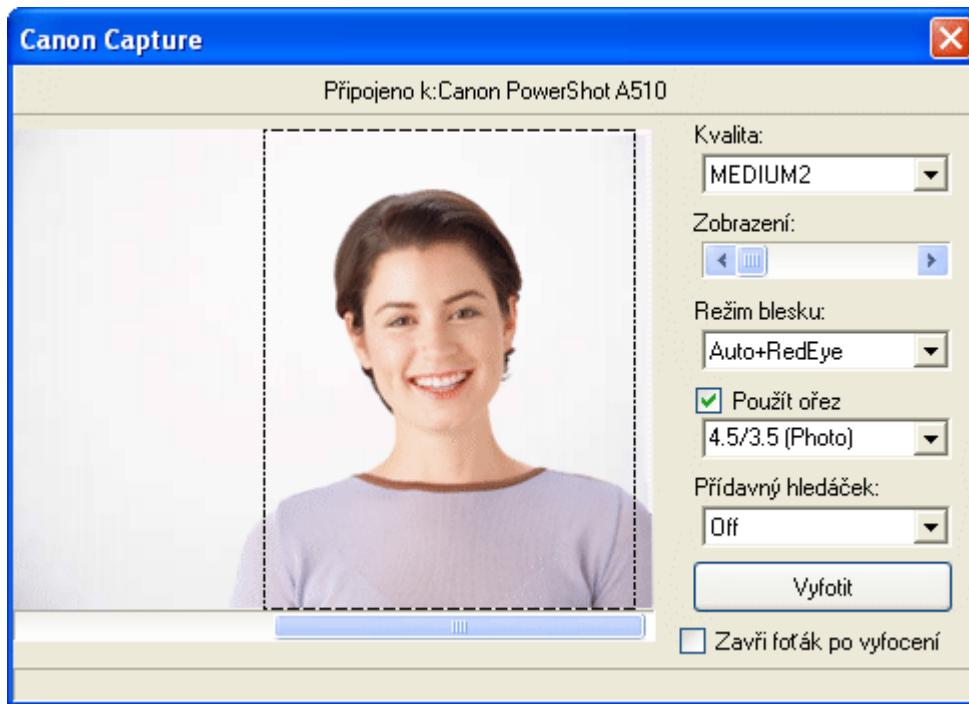 Canon Capture
Připojeno k:Canon PowerShot A510
Kvalita:
MEDIUM2
Zobrazení:
Režim blesku:
Auto+RedEye
Použít ořez
4.5/3.5 (Photo)
Přídavný hledáček:
Off
Vyfotit
Zavři foťák po vyfocení